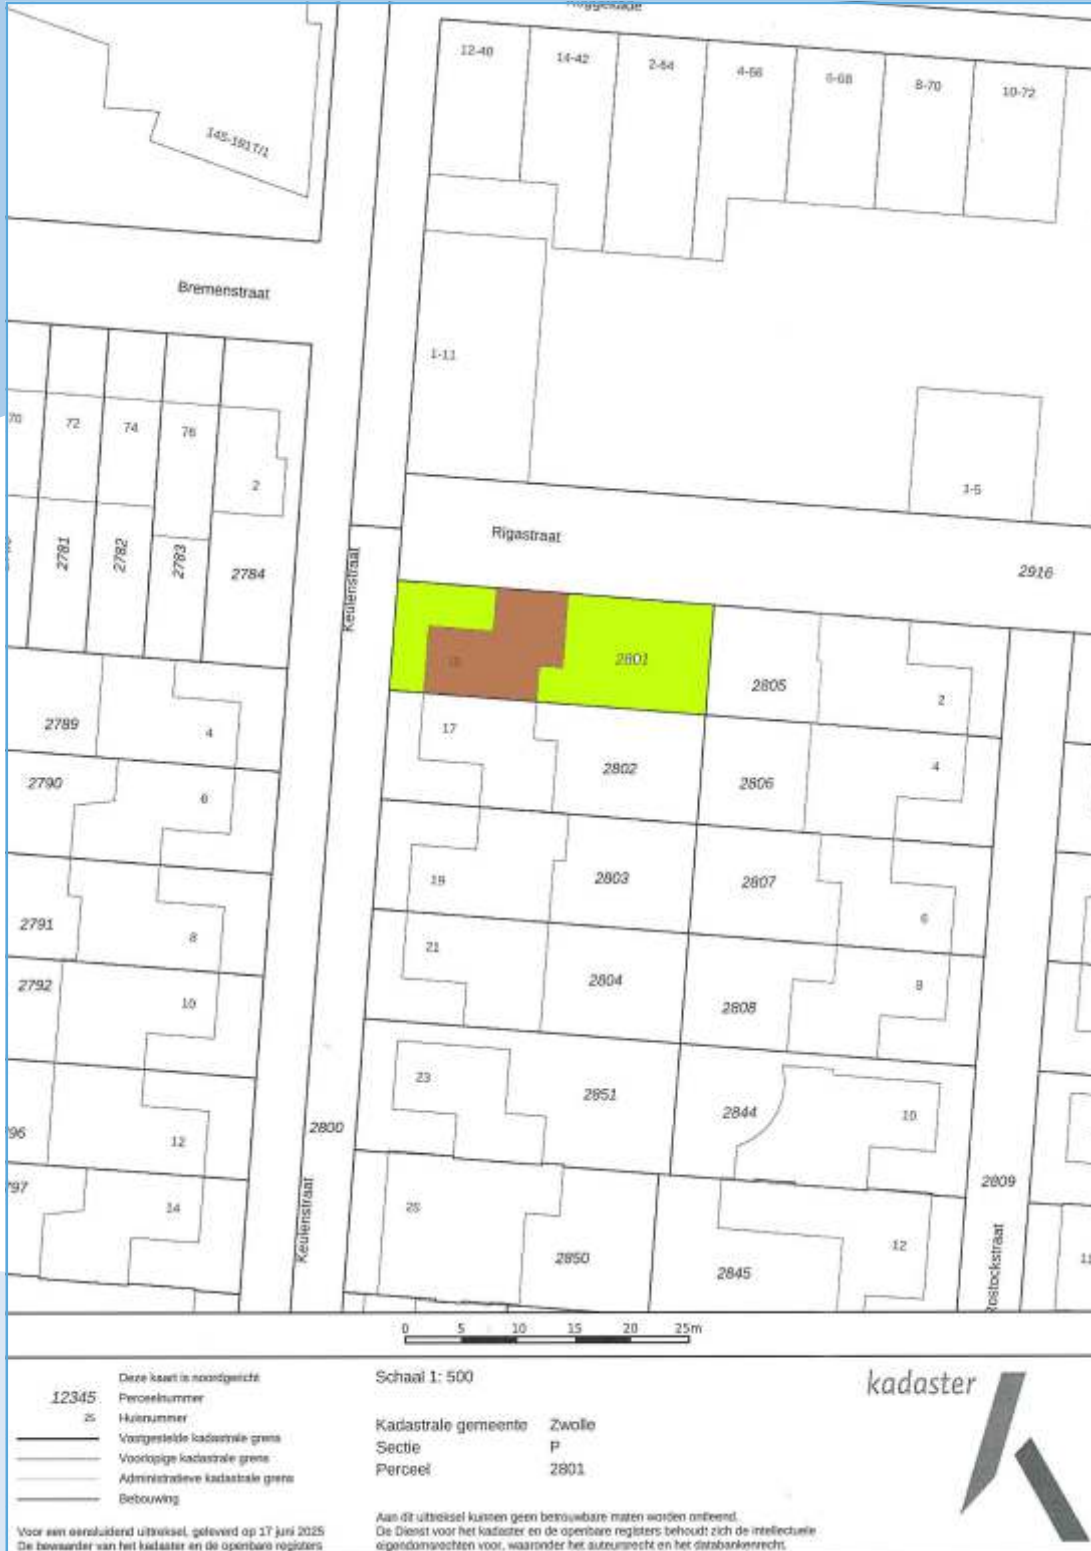 12-40
14-42
2-64
4-66
6-68
8-70
10-72
145-1917/1
Bremenstraat
1-11
70
72
74
76
2
1-5
2781
2782
2783
2784
Keulenstraat
Rigastraat
2916
15
2801
2805
2
2789
4
17
2802
2806
4
2790
6
19
2803
2807
6
2791
8
21
2804
2808
8
2792
10
23
2851
2844
10
96
12
2800
2809
797
14
Keulenstraat
25
2850
2845
12
11
Rostockstraat
0 5 10 15 20 25m
Deze kaart is noordgericht
12345 Perceelnummer
25 Huisnummer
Vastgestelde kadastrale grens
Voorlopige kadastrale grens
Administratieve kadastrale grens
Bebouwing
Voor een eensluidend uittreksel, geleverd op 17 juni 2025
De bewaarder van het kadaster en de openbare registers
Schaal 1: 500
Kadastrale gemeente Zwolle
Sectie P
Perceel 2801
Aan dit uittreksel kunnen geen betrouwbare maten worden ontleend.
De Dienst voor het kadaster en de openbare registers behoudt zich de intellectuele
eigendomsrechten voor, waaronder het auteursrecht en het databankenrecht.
kadaster